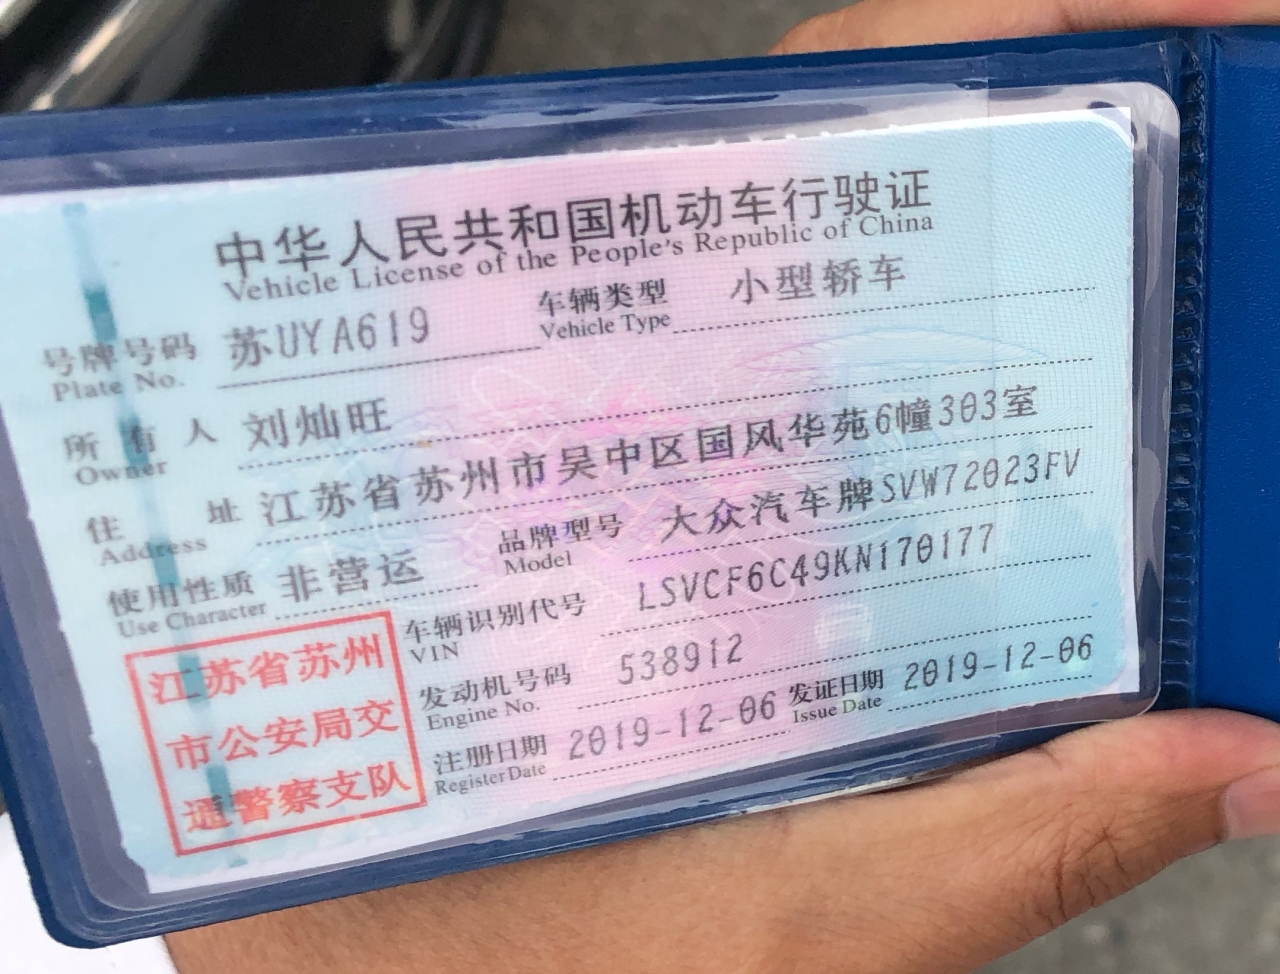 中华人民共和国机动车行驶证
Vehicle License of the People's Republic of China
号牌号码 苏UYA619 车辆类型 小型轿车
Plate No. Vehicle Type
所有人 刘灿旺
Owner
住址 江苏省苏州市吴中区国风华苑6幢303室
Address
使用性质 非营运 品牌型号 大众汽车牌SVW72023FV
Use Character Model
车辆识别代号 LSVCF6C49KN170177
VIN
发动机号码 538912
Engine No.
注册日期 2019-12-06 发证日期 2019-12-06
Register Date Issue Date
江苏省苏州
市公安局交
通警察支队